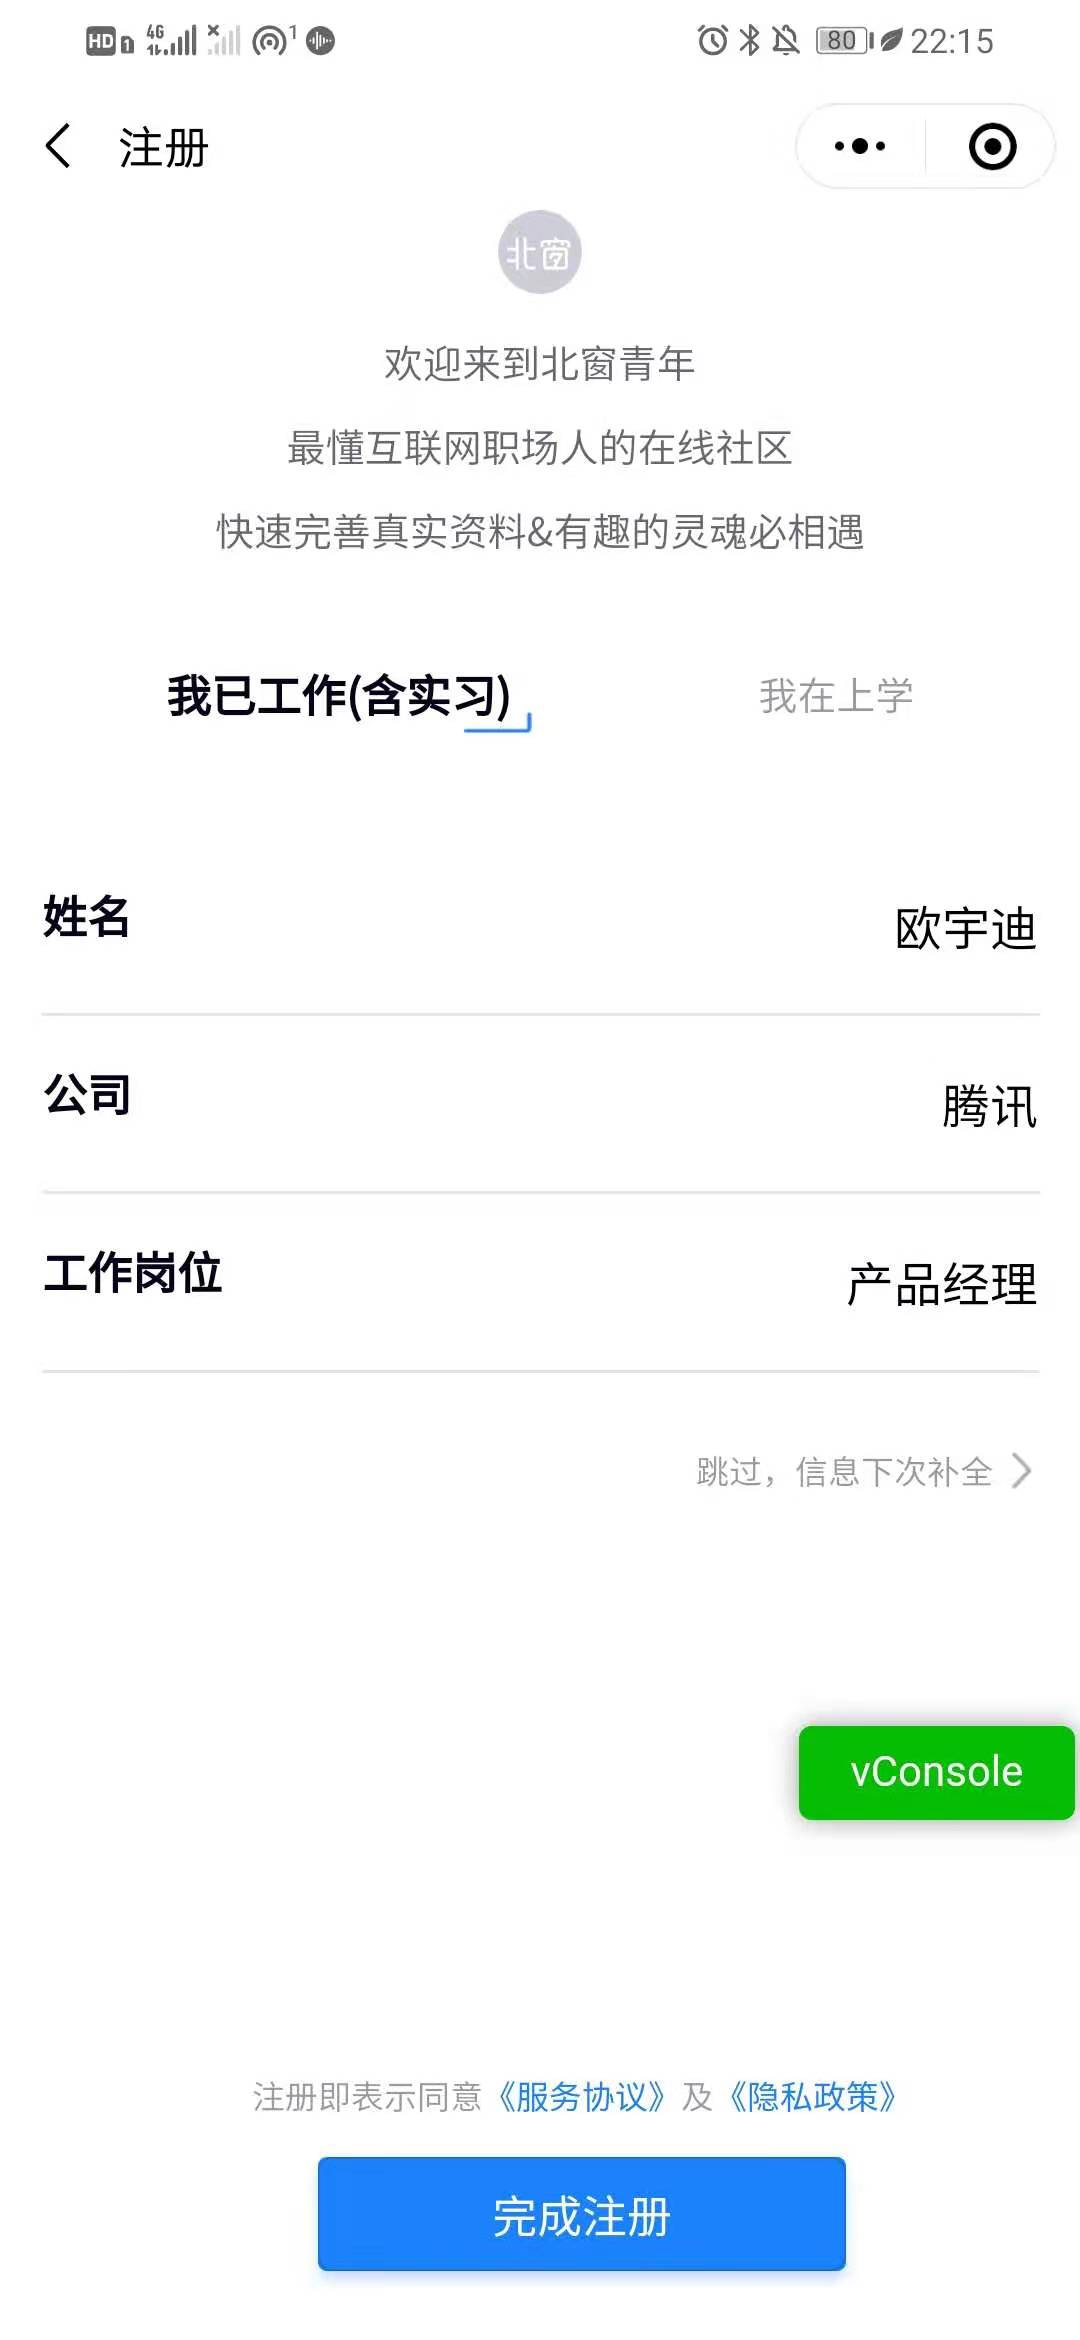 HD 1 4G 1 80 22:15
注册
北窗
欢迎来到北窗青年
最懂互联网职场人的在线社区
快速完善真实资料&有趣的灵魂必相遇
我已工作(含实习) 我在上学
姓名 欧宇迪
公司 腾讯
工作岗位 产品经理
跳过，信息下次补全
vConsole
注册即表示同意《服务协议》及《隐私政策》
完成注册